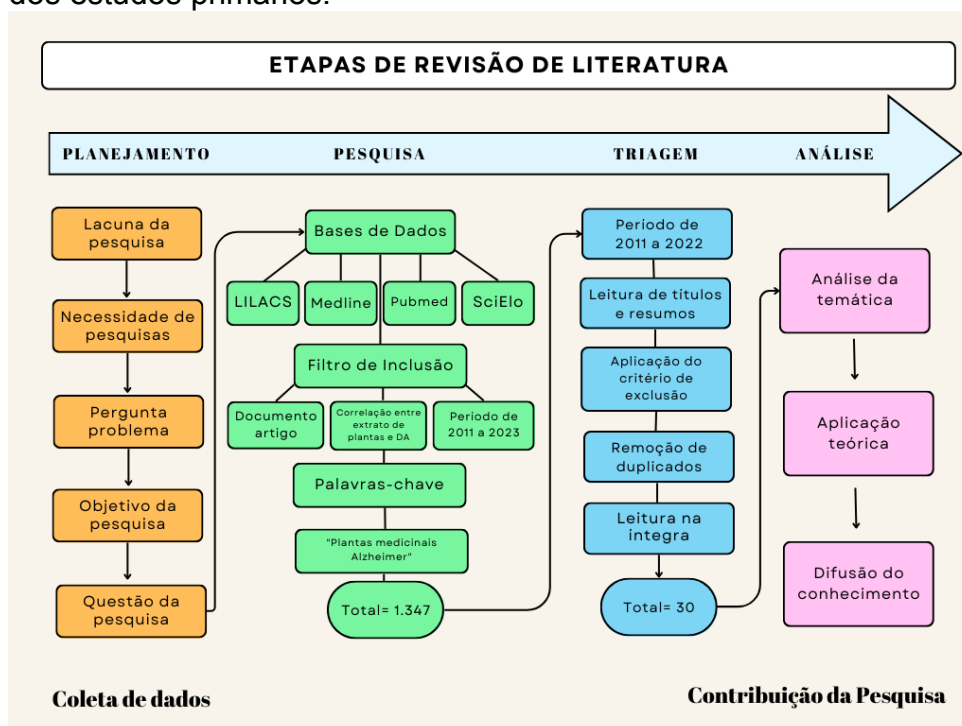 dos estudos primários.
ETAPAS DE REVISÃO DE LITERATURA
PLANEJAMENTO
PESQUISA
TRIAGEM
ANÁLISE
Lacuna da
pesquisa
Necessidade de
pesquisas
Pergunta
problema
Objetivo da
pesquisa
Questão da
pesquisa
Bases de Dados
LILACS
Medline
Pubmed
SciElo
Filtro de Inclusão
Documento
artigo
Correlação entre
extrato de
plantas e DA
Período de
2011 a 2023
Palavras-chave
"Plantas medicinais
Alzheimer"
Total= 1.347
Período de
2011 a 2022
Leitura de títulos
e resumos
Aplicação do
critério de
exclusão
Remoção de
duplicados
Leitura na
íntegra
Total= 30
Análise da
temática
Aplicação
teórica
Difusão do
conhecimento
Coleta de dados
Contribuição da Pesquisa